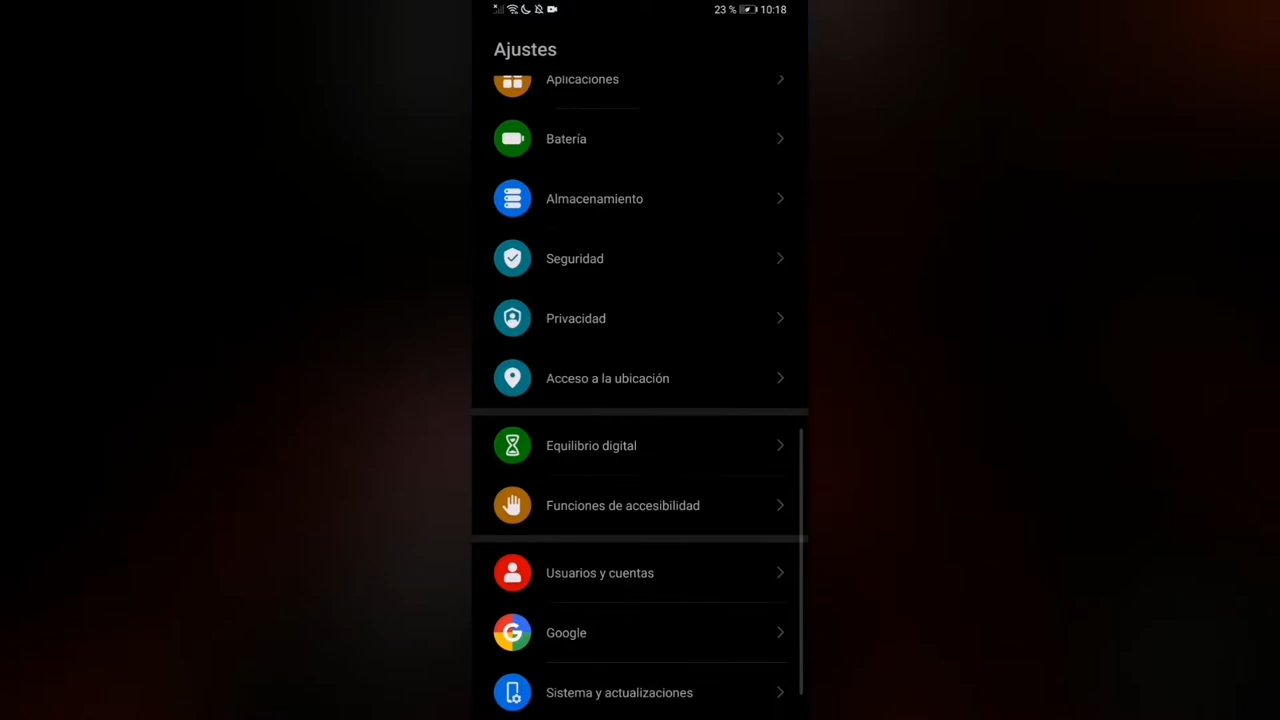 23 % 10:18
Ajustes
Aplicaciones
Batería
Almacenamiento
Seguridad
Privacidad
Acceso a la ubicación
Equilibrio digital
Funciones de accesibilidad
Usuarios y cuentas
Google
Sistema y actualizaciones